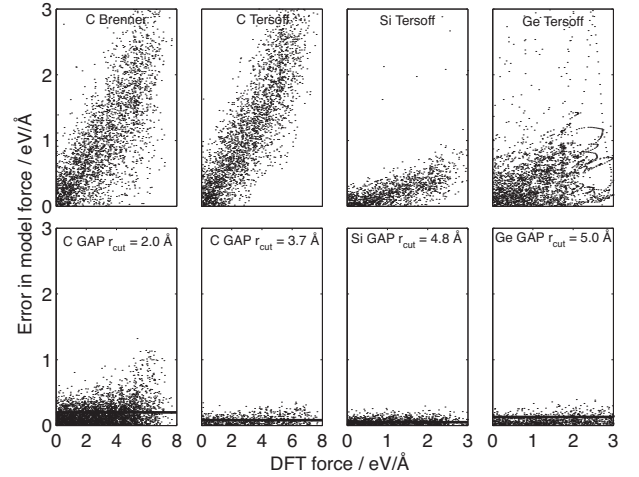 C Brenner
C Tersoff
Si Tersoff
Ge Tersoff
3
2
1
0
Error in model force / eV/Å
C GAP r_cut = 2.0 Å
C GAP r_cut = 3.7 Å
Si GAP r_cut = 4.8 Å
Ge GAP r_cut = 5.0 Å
3
2
1
0
0 2 4 6 8
0 2 4 6 8
0 1 2 3
0 1 2 3
DFT force / eV/Å